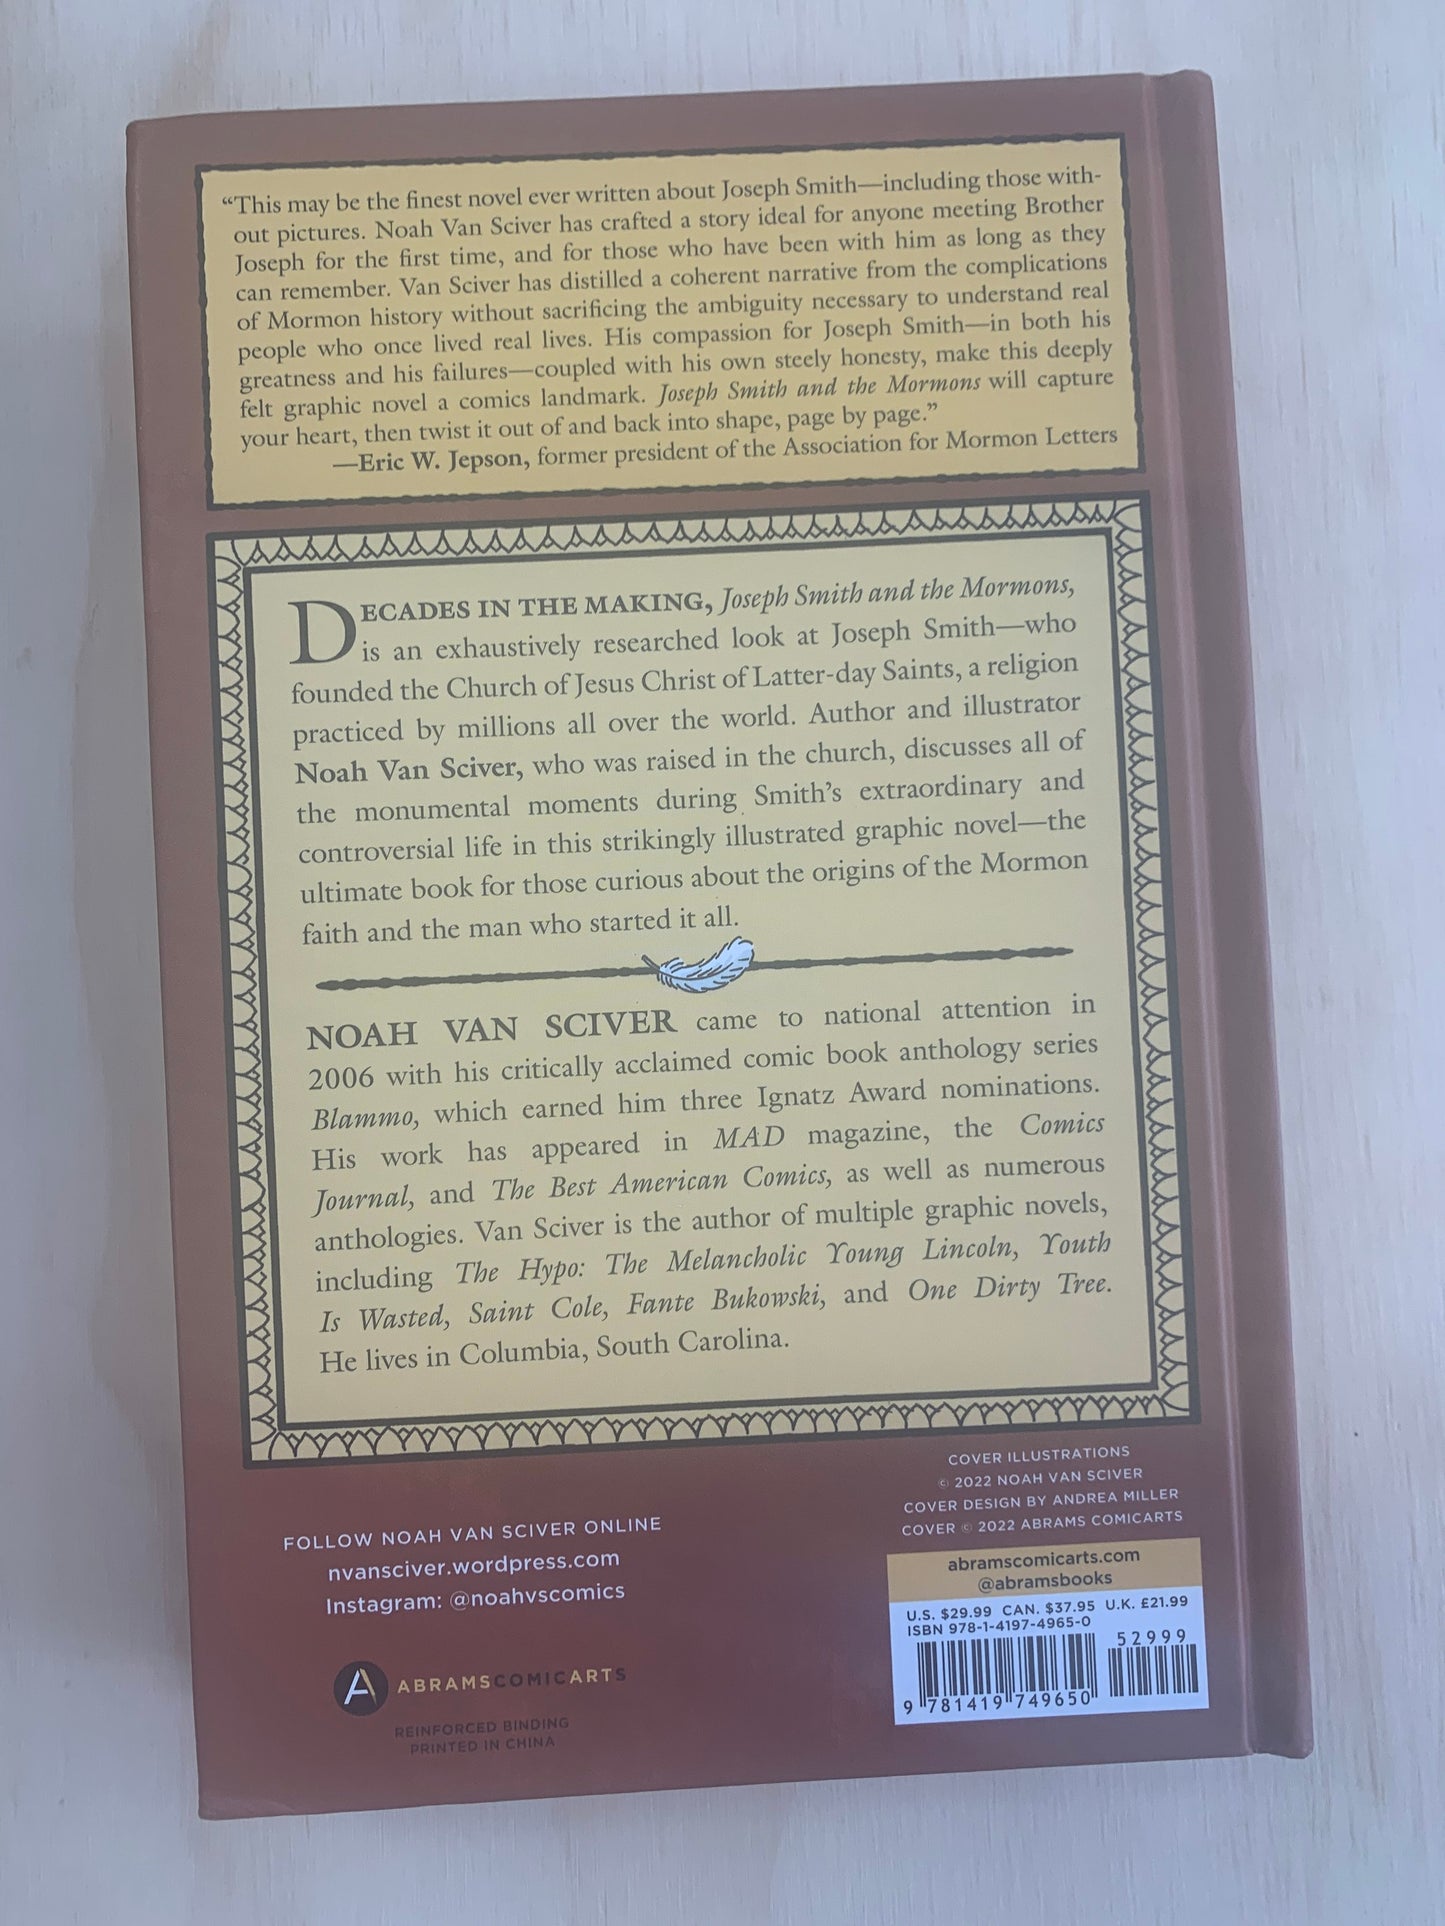 “This may be the finest novel ever written about Joseph Smith—including those with-
out pictures. Noah Van Sciver has crafted a story ideal for anyone meeting Brother
Joseph for the first time, and for those who have been with him as long as they
can remember. Van Sciver has distilled a coherent narrative from the complications
of Mormon history without sacrificing the ambiguity necessary to understand real
people who once lived real lives. His compassion for Joseph Smith—in both his
greatness and his failures—coupled with his own steely honesty, make this deeply
felt graphic novel a comics landmark. Joseph Smith and the Mormons will capture
your heart, then twist it out of and back into shape, page by page.”
—Eric W. Jepson, former president of the Association for Mormon Letters
DECADES IN THE MAKING, Joseph Smith and the Mormons,
is an exhaustively researched look at Joseph Smith—who
founded the Church of Jesus Christ of Latter-day Saints, a religion
practiced by millions all over the world. Author and illustrator
Noah Van Sciver, who was raised in the church, discusses all of
the monumental moments during Smith’s extraordinary and
controversial life in this strikingly illustrated graphic novel—the
ultimate book for those curious about the origins of the Mormon
faith and the man who started it all.
NOAH VAN SCIVER came to national attention in
2006 with his critically acclaimed comic book anthology series
Blammo, which earned him three Ignatz Award nominations.
His work has appeared in MAD magazine, the Comics
Journal, and The Best American Comics, as well as numerous
anthologies. Van Sciver is the author of multiple graphic novels,
including The Hypo: The Melancholic Young Lincoln, Youth
Is Wasted, Saint Cole, Fante Bukowski, and One Dirty Tree.
He lives in Columbia, South Carolina.
FOLLOW NOAH VAN SCIVER ONLINE
nvansciver.wordpress.com
Instagram: @noahvscomics
A ABRAMSCOMICARTS
REINFORCED BINDING
PRINTED IN CHINA
COVER ILLUSTRATIONS
© 2022 NOAH VAN SCIVER
COVER DESIGN BY ANDREA MILLER
COVER © 2022 ABRAMS COMICARTS
abramscomicarts.com
@abramsbooks
U.S. $29.99 CAN. $37.95 U.K. £21.99
ISBN 978-1-4197-4965-0
52999
9 781419 749650